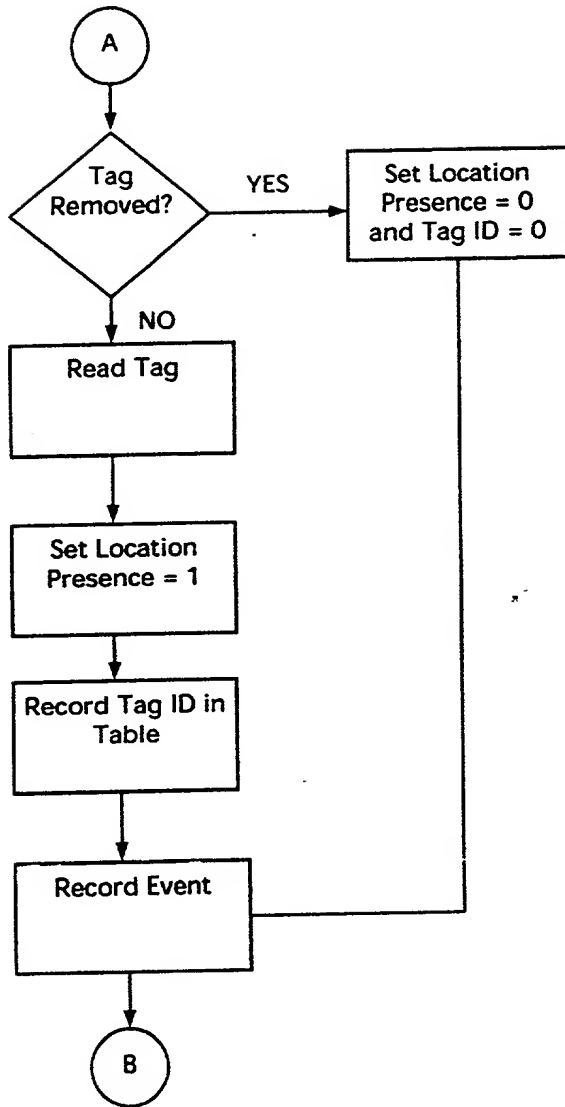 A
Tag
Removed?
YES
Set Location
Presence = 0
and Tag ID = 0
NO
Read Tag
Set Location
Presence = 1
Record Tag ID in
Table
Record Event
B